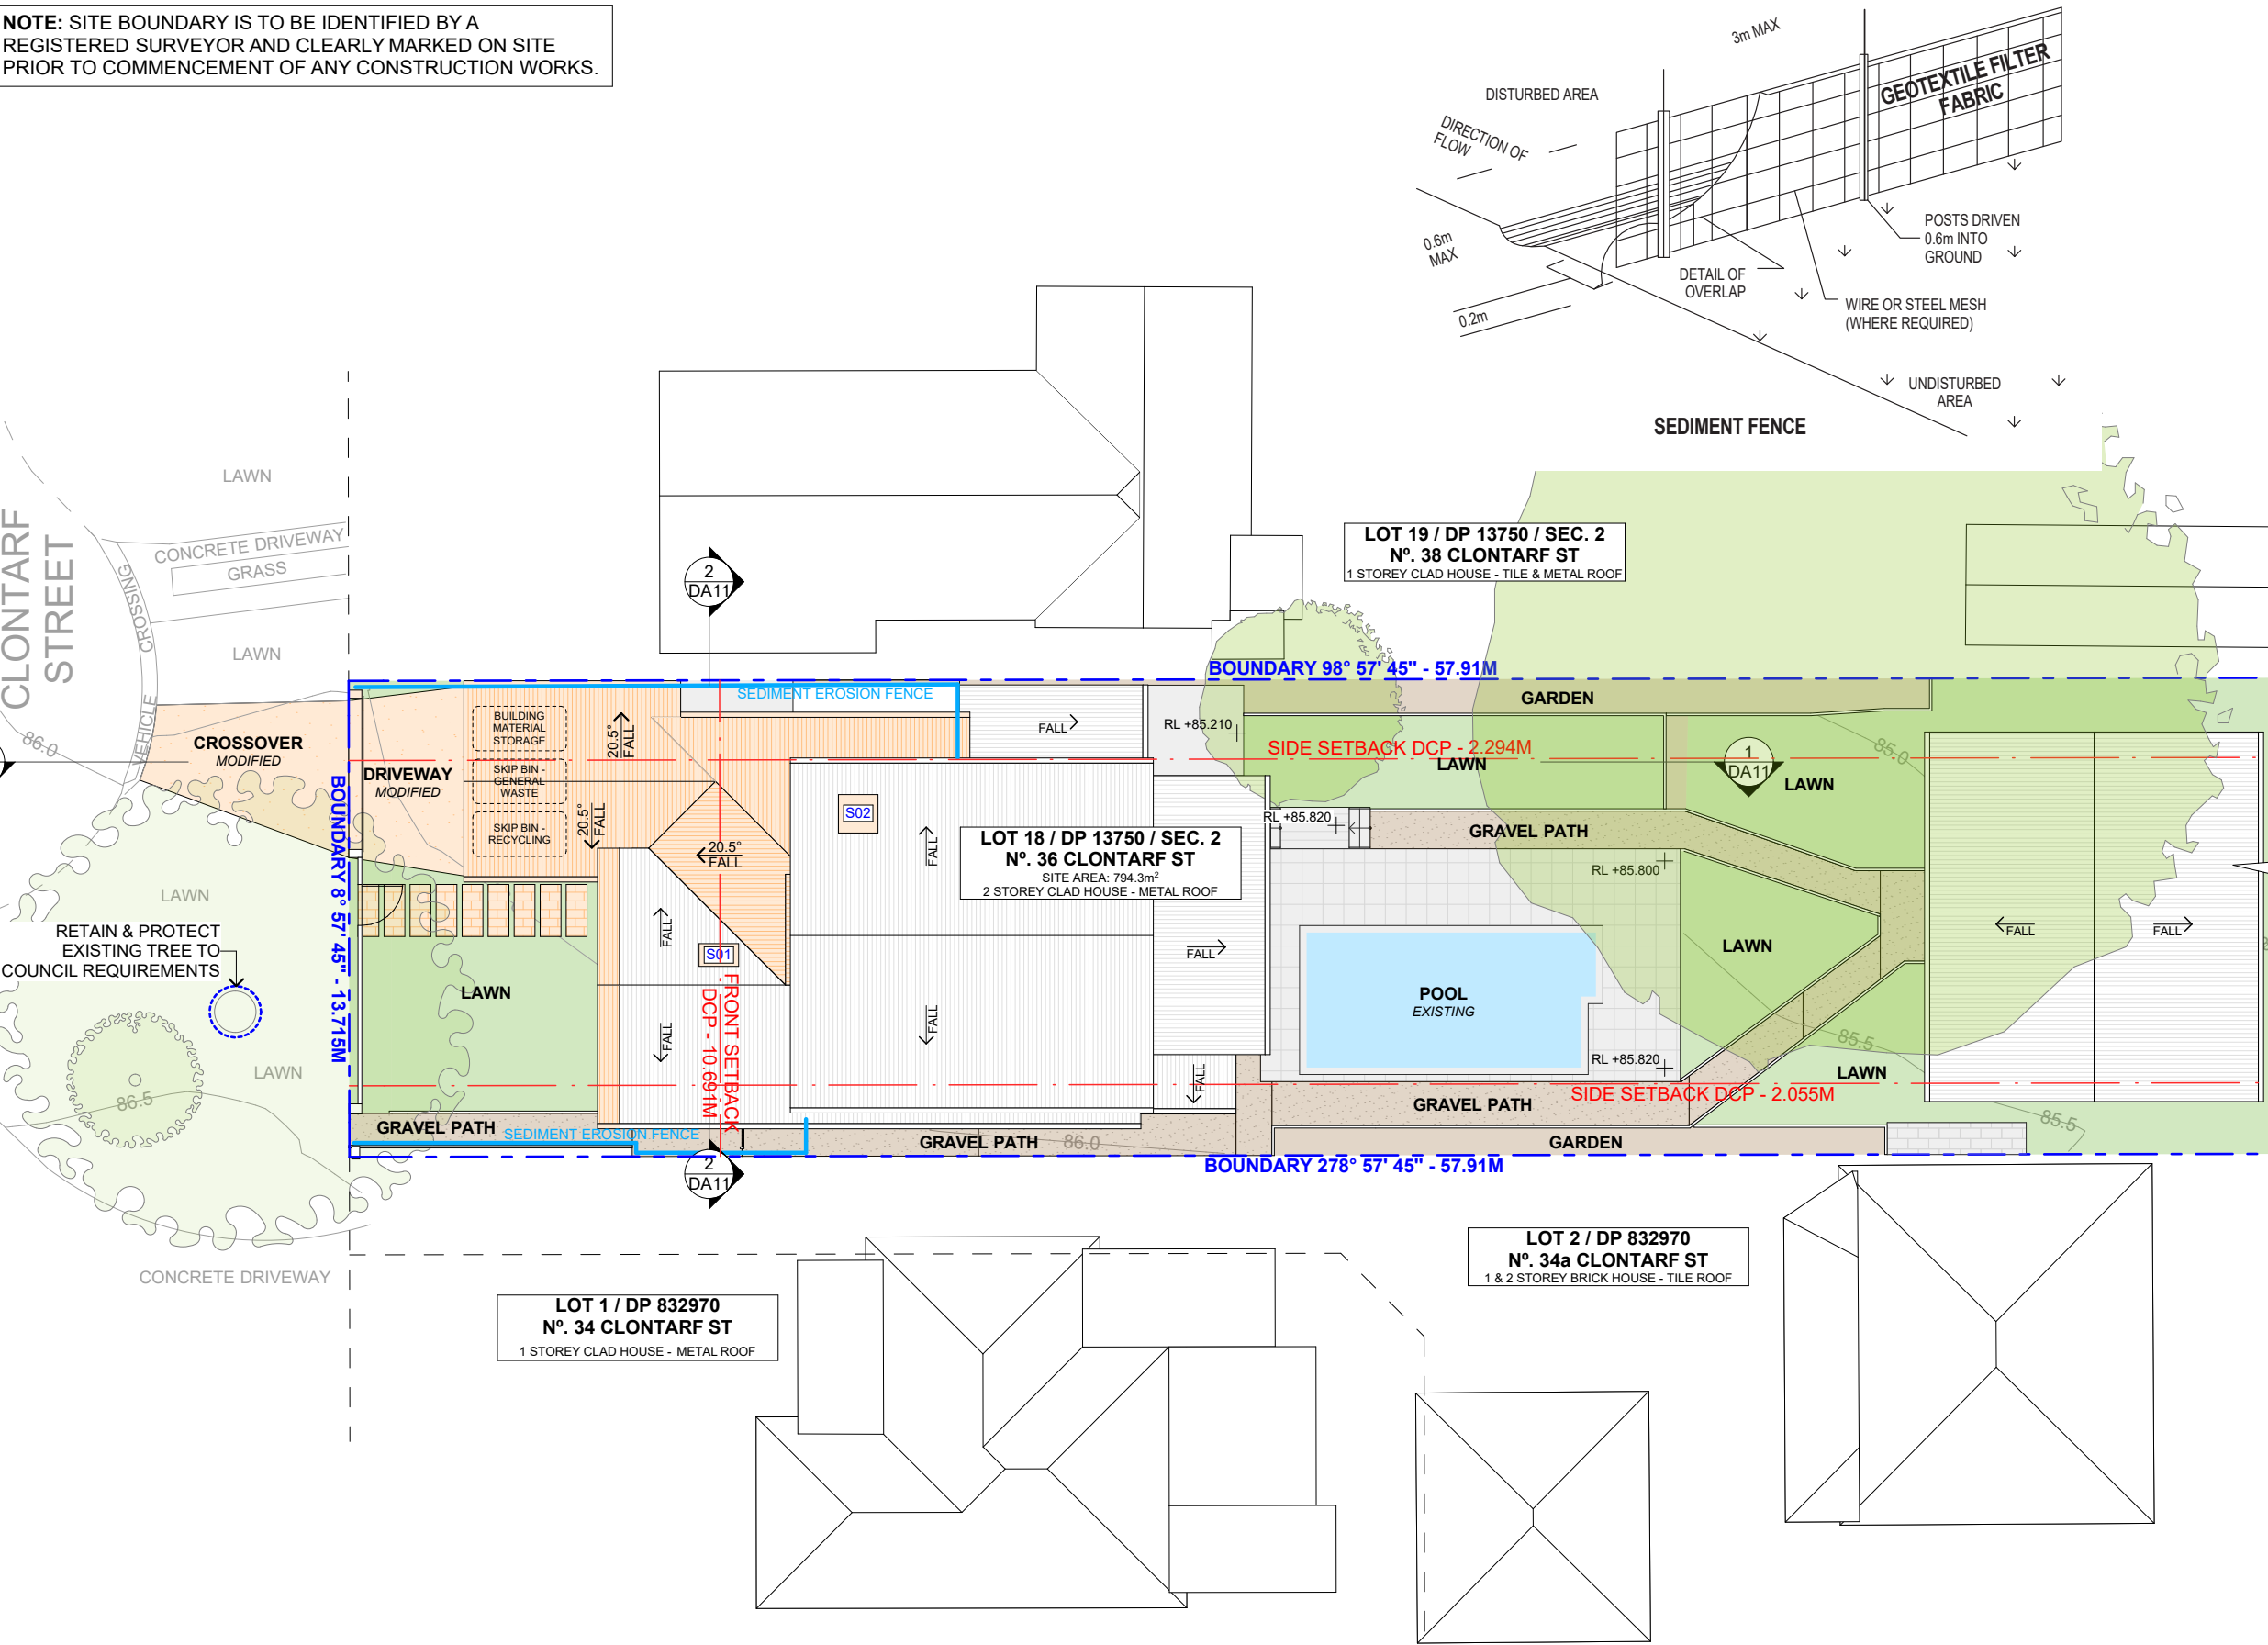 NOTE: SITE BOUNDARY IS TO BE IDENTIFIED BY A
REGISTERED SURVEYOR AND CLEARLY MARKED ON SITE
PRIOR TO COMMENCEMENT OF ANY CONSTRUCTION WORKS.
3m MAX
GEOTEXTILE FILTER
FABRIC
DISTURBED AREA
DIRECTION OF
FLOW
0.6m
MAX
0.2m
POSTS DRIVEN
0.6m INTO
GROUND
DETAIL OF
OVERLAP
WIRE OR STEEL MESH
(WHERE REQUIRED)
UNDISTURBED
AREA
SEDIMENT FENCE
CLONTARF
STREET
LAWN
CONCRETE DRIVEWAY
GRASS
CROSSING
VEHICLE
LAWN
86.0
2
DA11
LOT 19 / DP 13750 / SEC. 2
Nº. 38 CLONTARF ST
1 STOREY CLAD HOUSE - TILE & METAL ROOF
BOUNDARY 98° 57' 45" - 57.91M
SEDIMENT EROSION FENCE
GARDEN
CROSSOVER
MODIFIED
DRIVEWAY
MODIFIED
BUILDING
MATERIAL
STORAGE
SKIP BIN -
GENERAL
WASTE
SKIP BIN -
RECYCLING
20.5°
FALL
20.5°
FALL
20.5°
FALL
FALL
RL +85.210
SIDE SETBACK DCP - 2.294M
LAWN
1
DA11
LAWN
85.0
S02
FALL
LOT 18 / DP 13750 / SEC. 2
Nº. 36 CLONTARF ST
SITE AREA: 794.3m²
2 STOREY CLAD HOUSE - METAL ROOF
RL +85.820
GRAVEL PATH
RL +85.800
BOUNDARY 8° 57' 45" - 13.715M
LAWN
RETAIN & PROTECT
EXISTING TREE TO
COUNCIL REQUIREMENTS
LAWN
FALL
S01
FALL
FALL
FALL
FRONT SETBACK
DCP - 10.691M
POOL
EXISTING
LAWN
FALL
FALL
LAWN
86.5
RL +85.820
85.5
LAWN
FALL
SIDE SETBACK DCP - 2.055M
GRAVEL PATH
85.5
GRAVEL PATH
SEDIMENT EROSION FENCE
GRAVEL PATH
86.0
GARDEN
2
DA11
BOUNDARY 278° 57' 45" - 57.91M
CONCRETE DRIVEWAY
LOT 1 / DP 832970
Nº. 34 CLONTARF ST
1 STOREY CLAD HOUSE - METAL ROOF
LOT 2 / DP 832970
Nº. 34a CLONTARF ST
1 & 2 STOREY BRICK HOUSE - TILE ROOF